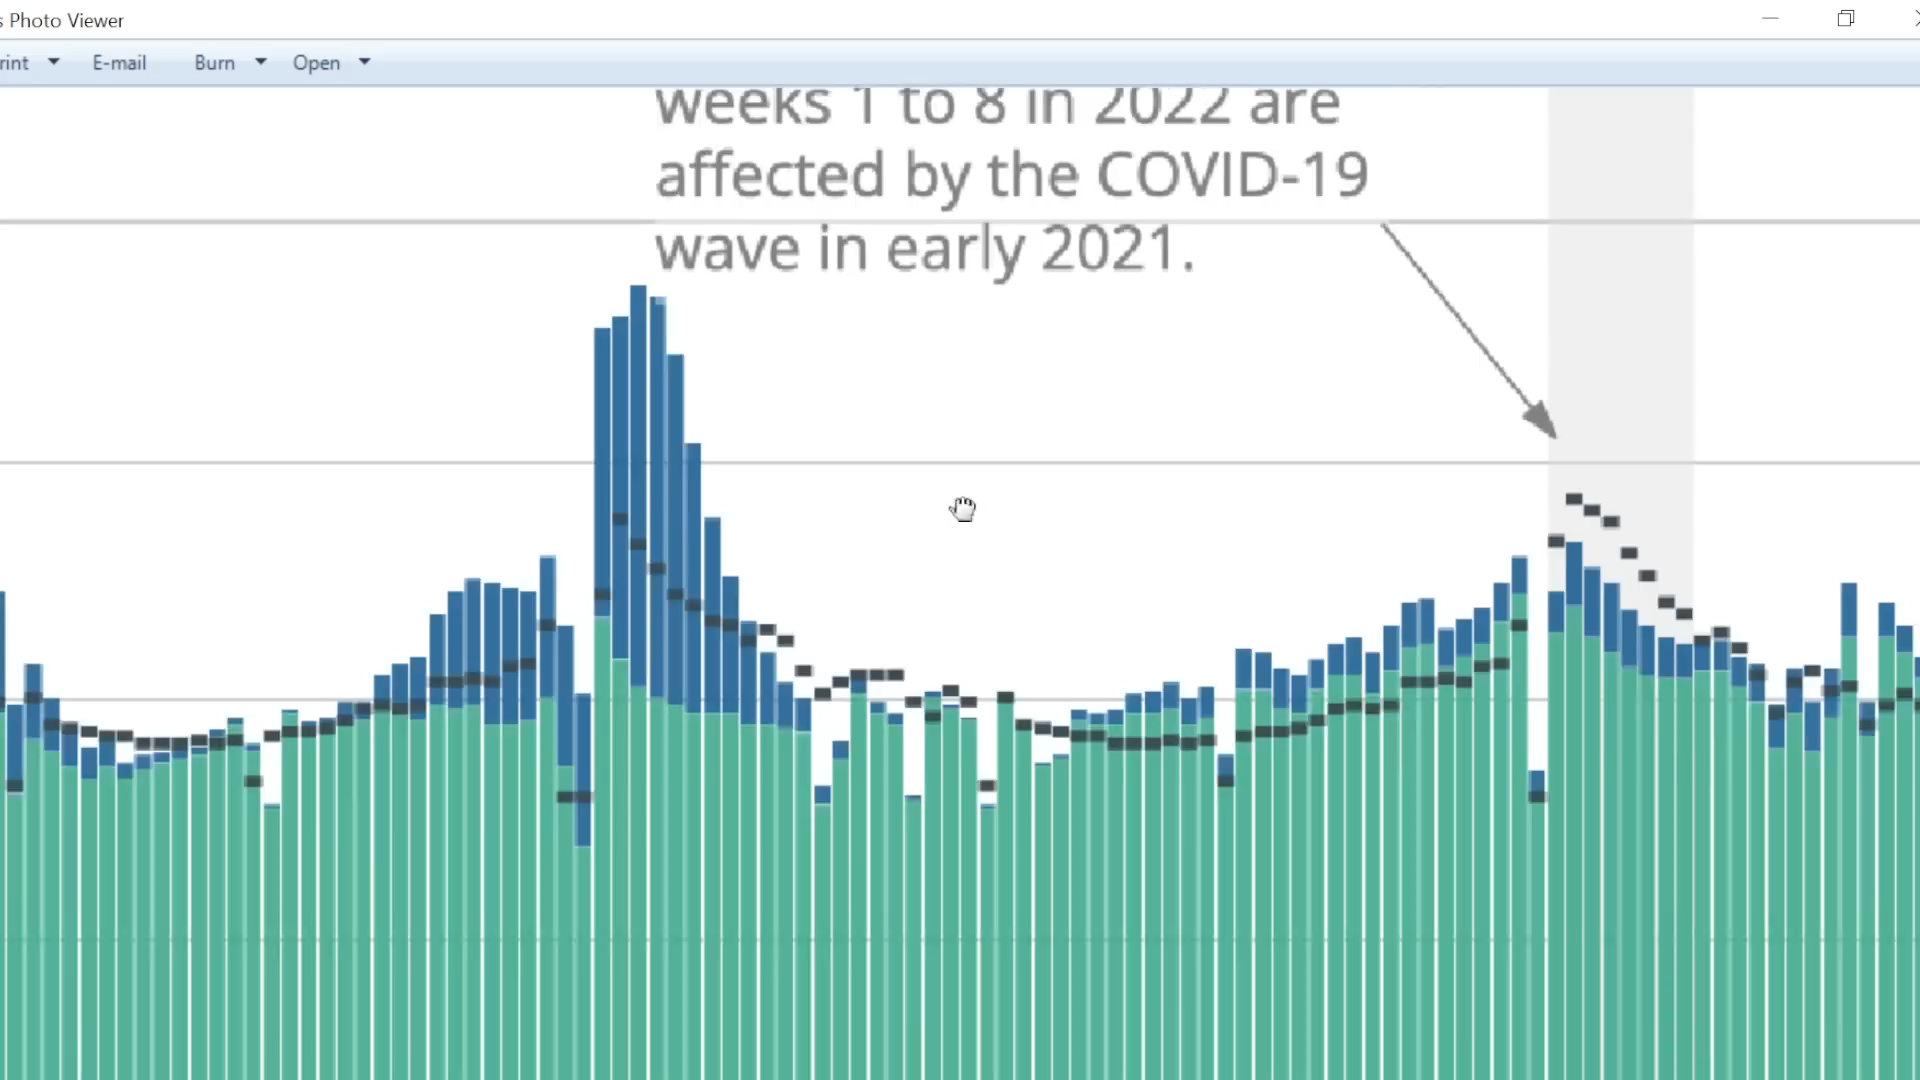 s Photo Viewer
rint E-mail Burn Open
weeks 1 to 8 in 2022 are
affected by the COVID-19
wave in early 2021.